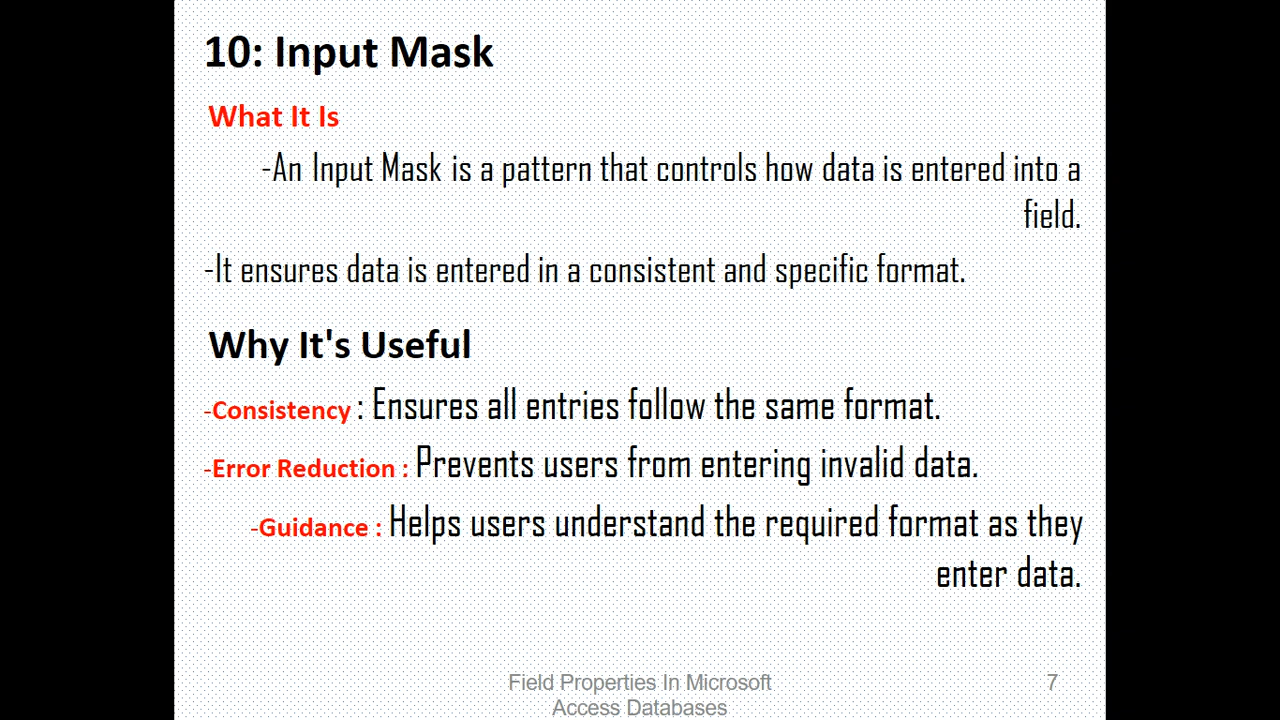 10: Input Mask
What It Is
-An Input Mask is a pattern that controls how data is entered into a
field.
-It ensures data is entered in a consistent and specific format.
Why It's Useful
-Consistency : Ensures all entries follow the same format.
-Error Reduction : Prevents users from entering invalid data.
-Guidance : Helps users understand the required format as they
enter data.
Field Properties In Microsoft
Access Databases
7